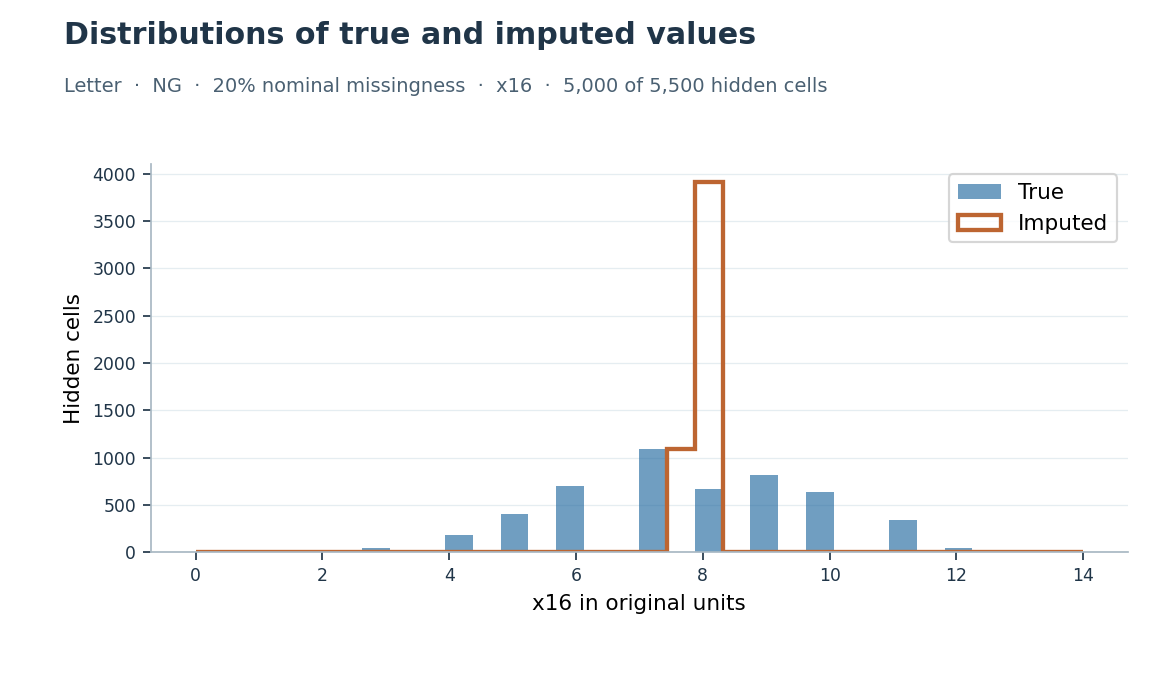 Distributions of true and imputed values
Letter · NG · 20% nominal missingness · x16 · 5,000 of 5,500 hidden cells
4000
3500
3000
2500
2000
1500
1000
500
0
Hidden cells
True
Imputed
0 2 4 6 8 10 12 14
x16 in original units